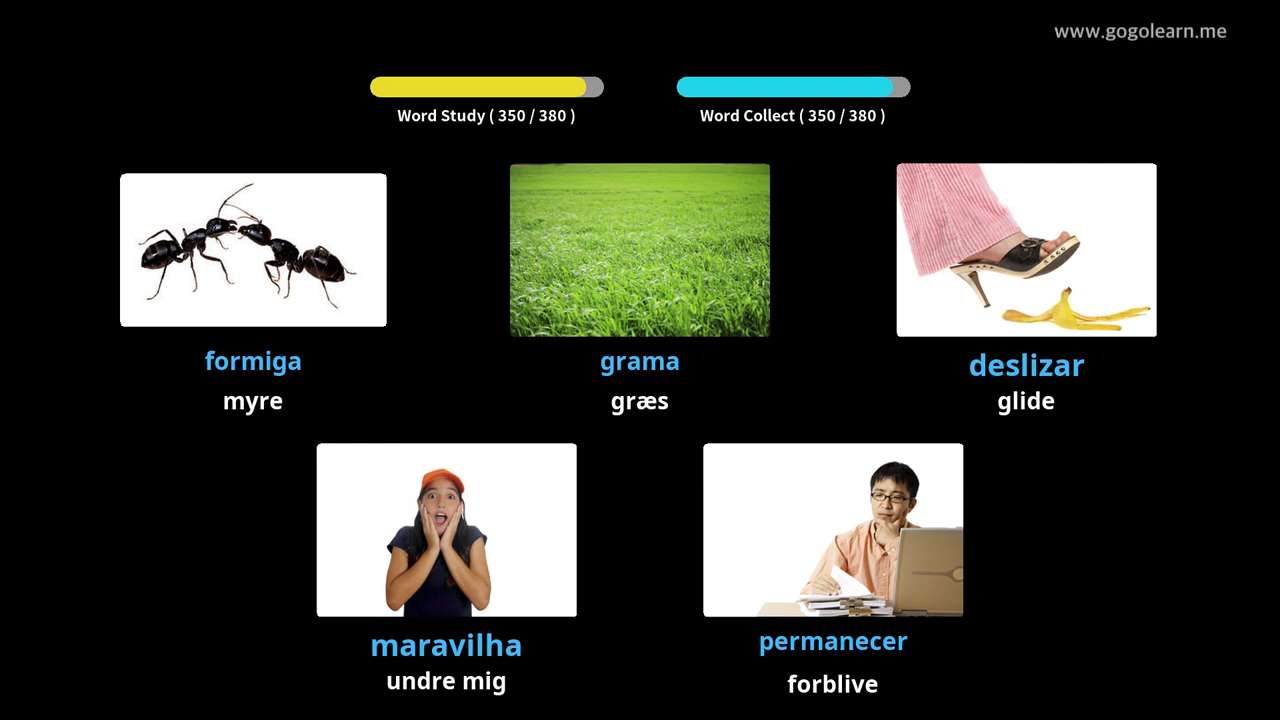 www.gogolearn.me
Word Study ( 350 / 380 )
Word Collect ( 350 / 380 )
formiga
myre
grama
græs
deslizar
glide
maravilha
undre mig
permanecer
forblive